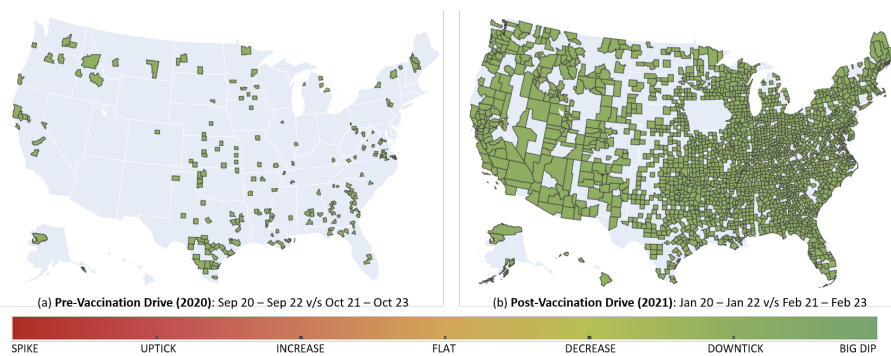 (a) Pre-Vaccination Drive (2020): Sep 20 – Sep 22 v/s Oct 21 – Oct 23
(b) Post-Vaccination Drive (2021): Jan 20 – Jan 22 v/s Feb 21 – Feb 23
SPIKE UPTICK INCREASE FLAT DECREASE DOWNTICK BIG DIP